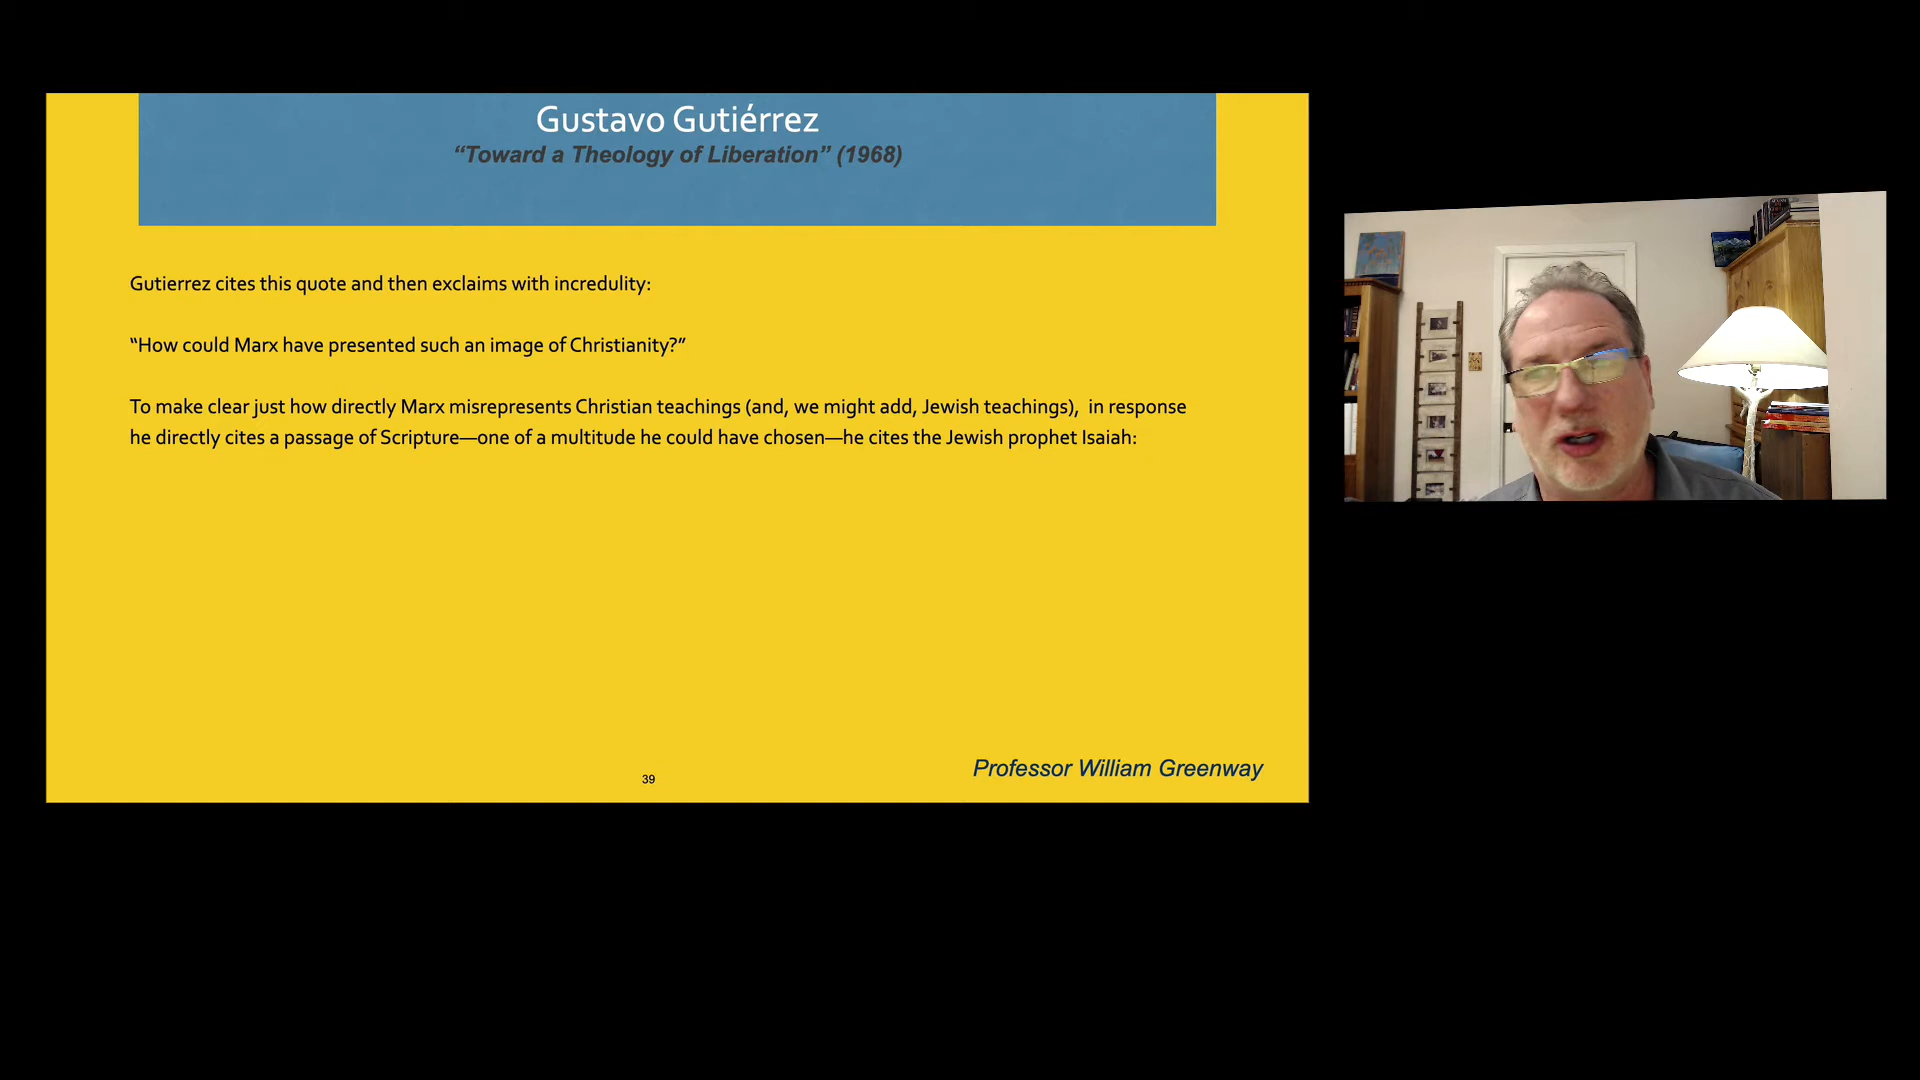 Gustavo Gutiérrez
“Toward a Theology of Liberation” (1968)
Gutierrez cites this quote and then exclaims with incredulity:
“How could Marx have presented such an image of Christianity?”
To make clear just how directly Marx misrepresents Christian teachings (and, we might add, Jewish teachings),  in response
he directly cites a passage of Scripture—one of a multitude he could have chosen—he cites the Jewish prophet Isaiah:
39
Professor William Greenway